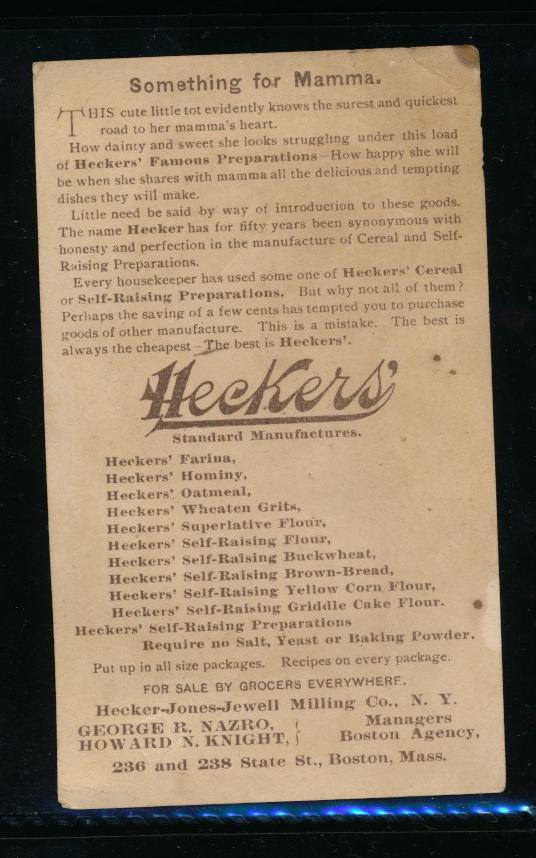 Something for Mamma.
THIS cute little tot evidently knows the surest and quickest
road to her mamma's heart.
How dainty and sweet she looks struggling under this load
of Heckers' Famous Preparations—How happy she will
be when she shares with mamma all the delicious and tempting
dishes they will make.
Little need be said by way of introduction to these goods.
The name Hecker has for fifty years been synonymous with
honesty and perfection in the manufacture of Cereal and Self-
Raising Preparations.
Every housekeeper has used some one of Heckers' Cereal
or Self-Raising Preparations. But why not all of them?
Perhaps the saving of a few cents has tempted you to purchase
goods of other manufacture. This is a mistake. The best is
always the cheapest—The best is Heckers'.
Heckers'
Standard Manufactures.
Heckers' Farina,
Heckers' Hominy,
Heckers' Oatmeal,
Heckers' Wheaten Grits,
Heckers' Superlative Flour,
Heckers' Self-Raising Flour,
Heckers' Self-Raising Buckwheat,
Heckers' Self-Raising Brown-Bread,
Heckers' Self-Raising Yellow Corn Flour,
Heckers' Self-Raising Griddle Cake Flour.
Heckers' Self-Raising Preparations
Require no Salt, Yeast or Baking Powder.
Put up in all size packages. Recipes on every package.
FOR SALE BY GROCERS EVERYWHERE.
Hecker-Jones-Jewell Milling Co., N. Y.
GEORGE R. NAZRO, { Managers
HOWARD N. KNIGHT, Boston Agency,
236 and 238 State St., Boston, Mass.